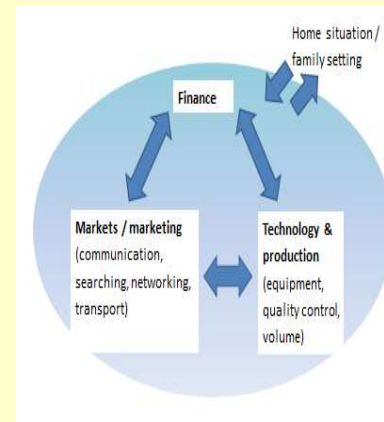 Home situation /
family setting
Finance
Markets / marketing
(communication,
searching, networking,
transport)
Technology &
production
(equipment,
quality control,
volume)